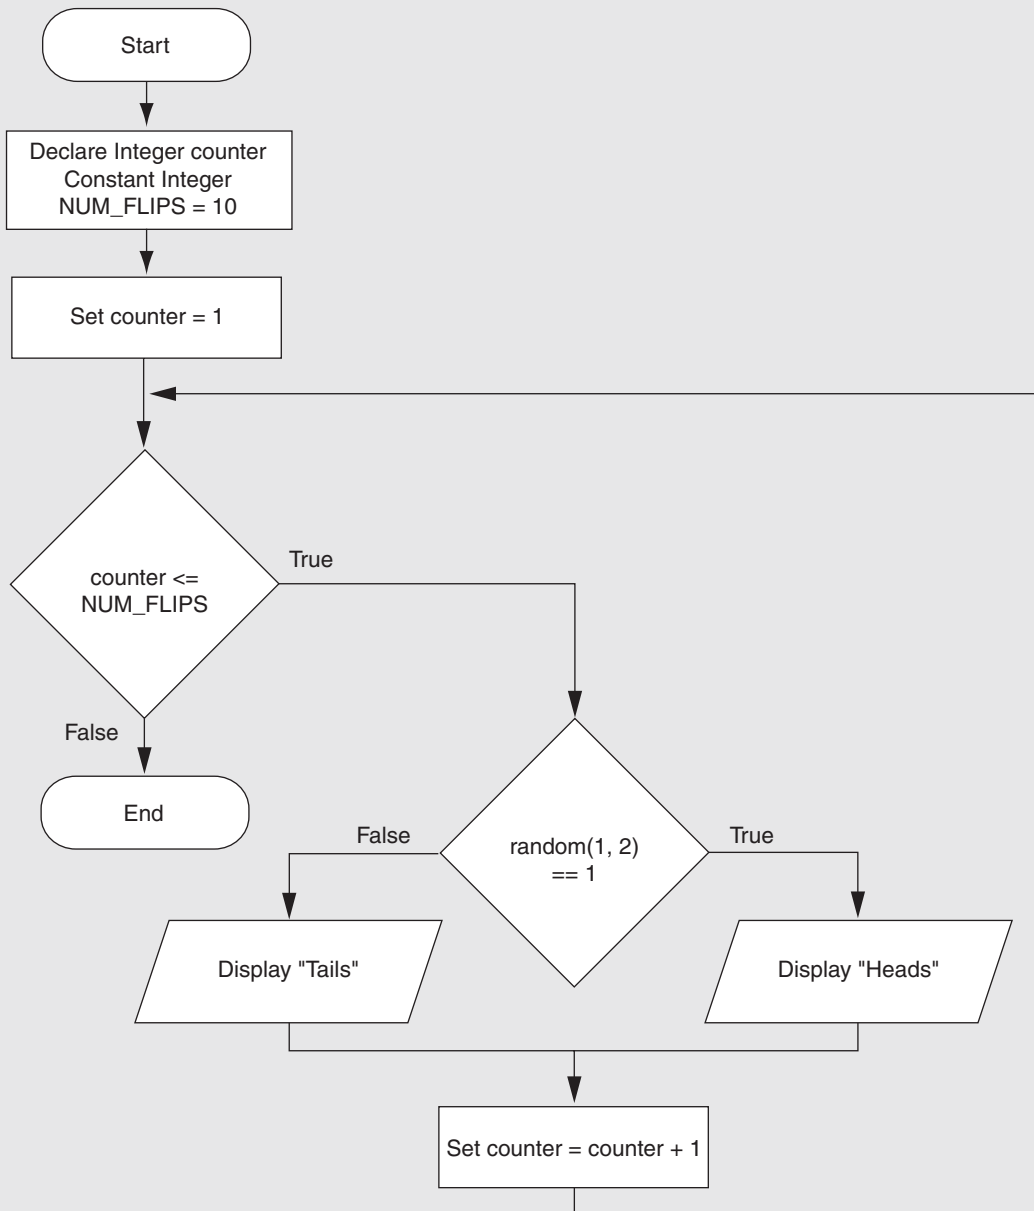 Start
Declare Integer counter
Constant Integer
NUM_FLIPS = 10
Set counter = 1
counter <=
NUM_FLIPS
True
False
End
random(1, 2)
== 1
False
True
Display "Tails"
Display "Heads"
Set counter = counter + 1